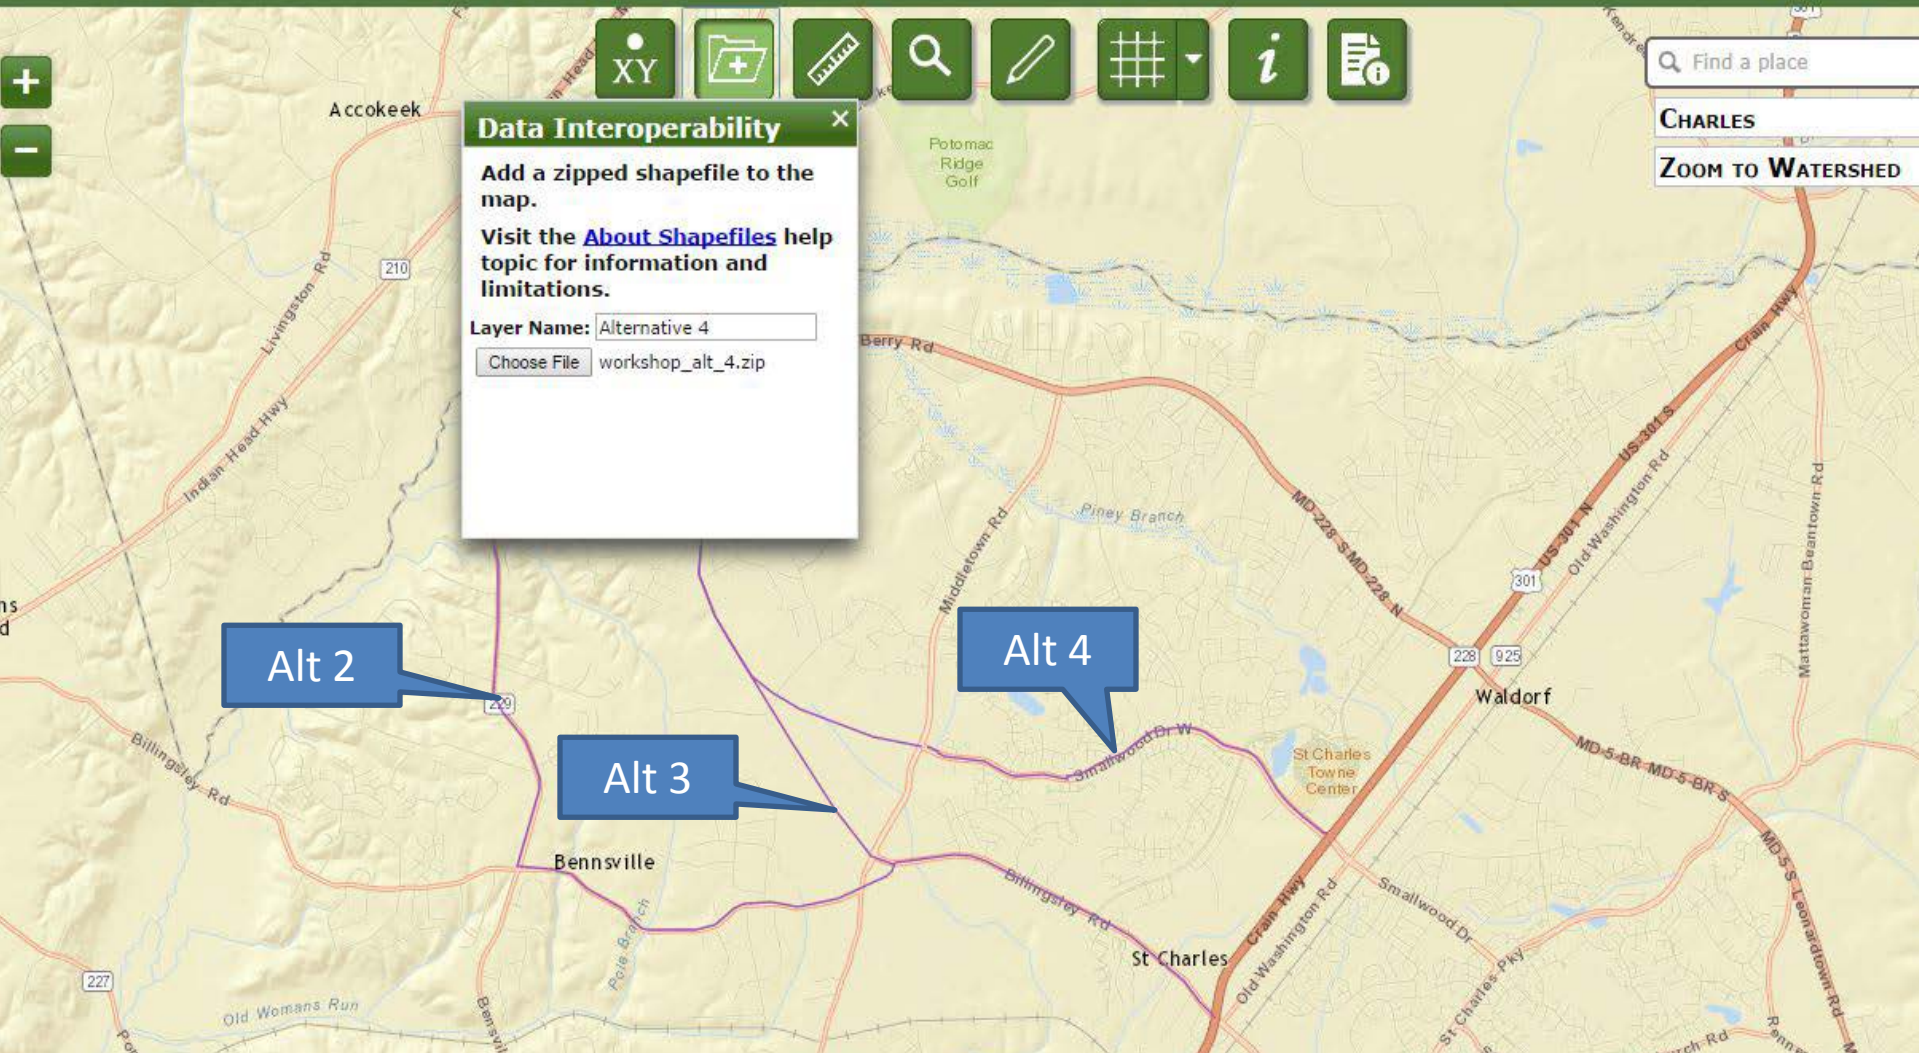 XY
i
Find a place
CHARLES
ZOOM TO WATERSHED
+
−
Accokeek
Data Interoperability
×
Add a zipped shapefile to the
map.
Visit the About Shapefiles help
topic for information and
limitations.
Layer Name: Alternative 4
Choose File workshop_alt_4.zip
Potomac
Ridge
Golf
210
Livingston Rd
Indian Head Hwy
Berry Rd
Crain Hwy
US-301 S
US-301 N
Old Washington Rd
Mattawoman Beantown Rd
Piney Branch
Middletown Rd
MD-228 S
MD-228 N
301
228
925
Waldorf
Alt 2
229
Alt 4
Smallwood Dr W
St Charles
Towne
Center
MD-5-BR
MD-5-BR S
Billingsley Rd
Alt 3
Bennsville
Billingsley Rd
MD-5-S
Leonardtown Rd
Smallwood Dr
Crain Hwy
Old Washington Rd
St Charles
St Charles Pky
Pole Branch
227
Old Womans Run